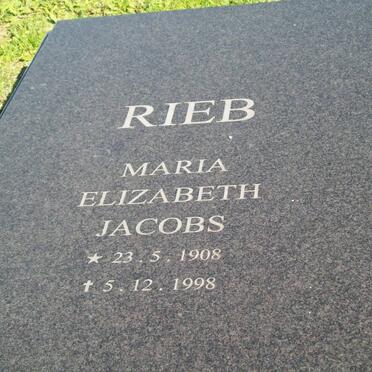 RIEB
MARIA
ELIZABETH
JACOBS
★ 23.5.1908
✝ 5.12.1998